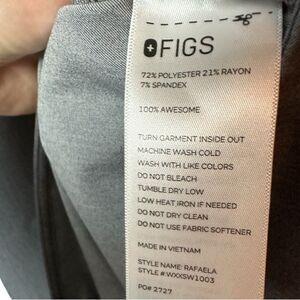 FIGS
72% POLYESTER 21% RAYON
7% SPANDEX
100% AWESOME
TURN GARMENT INSIDE OUT
MACHINE WASH COLD
WASH WITH LIKE COLORS
DO NOT BLEACH
TUMBLE DRY LOW
LOW HEAT IRON IF NEEDED
DO NOT DRY CLEAN
DO NOT USE FABRIC SOFTENER
MADE IN VIETNAM
STYLE NAME: RAFAELA
STYLE #:WXXSW1003
PO# 2727